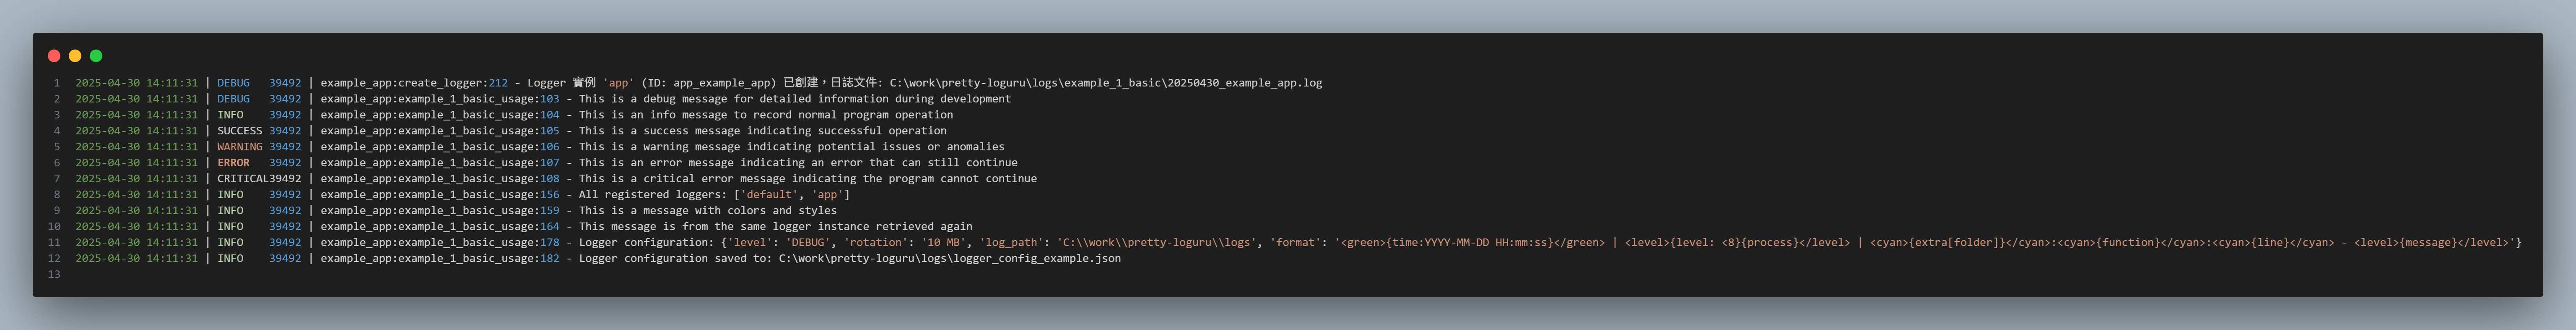 1 2025-04-30 14:11:31 | DEBUG   39492 | example_app:create_logger:212 - Logger 實例 'app' (ID: app_example_app) 已創建，日誌文件: C:\work\pretty-loguru\logs\example_1_basic\20250430_example_app.log
2 2025-04-30 14:11:31 | DEBUG   39492 | example_app:example_1_basic_usage:103 - This is a debug message for detailed information during development
3 2025-04-30 14:11:31 | INFO    39492 | example_app:example_1_basic_usage:104 - This is an info message to record normal program operation
4 2025-04-30 14:11:31 | SUCCESS 39492 | example_app:example_1_basic_usage:105 - This is a success message indicating successful operation
5 2025-04-30 14:11:31 | WARNING 39492 | example_app:example_1_basic_usage:106 - This is a warning message indicating potential issues or anomalies
6 2025-04-30 14:11:31 | ERROR   39492 | example_app:example_1_basic_usage:107 - This is an error message indicating an error that can still continue
7 2025-04-30 14:11:31 | CRITICAL39492 | example_app:example_1_basic_usage:108 - This is a critical error message indicating the program cannot continue
8 2025-04-30 14:11:31 | INFO    39492 | example_app:example_1_basic_usage:156 - All registered loggers: ['default', 'app']
9 2025-04-30 14:11:31 | INFO    39492 | example_app:example_1_basic_usage:159 - This is a message with colors and styles
10 2025-04-30 14:11:31 | INFO    39492 | example_app:example_1_basic_usage:164 - This message is from the same logger instance retrieved again
11 2025-04-30 14:11:31 | INFO    39492 | example_app:example_1_basic_usage:178 - Logger configuration: {'level': 'DEBUG', 'rotation': '10 MB', 'log_path': 'C:\\work\\pretty-loguru\\logs', 'format': '<green>{time:YYYY-MM-DD HH:mm:ss}</green> | <level>{level: <8}{process}</level> | <cyan>{extra[folder]}</cyan>:<cyan>{function}</cyan>:<cyan>{line}</cyan> - <level>{message}</level>'}
12 2025-04-30 14:11:31 | INFO    39492 | example_app:example_1_basic_usage:182 - Logger configuration saved to: C:\work\pretty-loguru\logs\logger_config_example.json
13